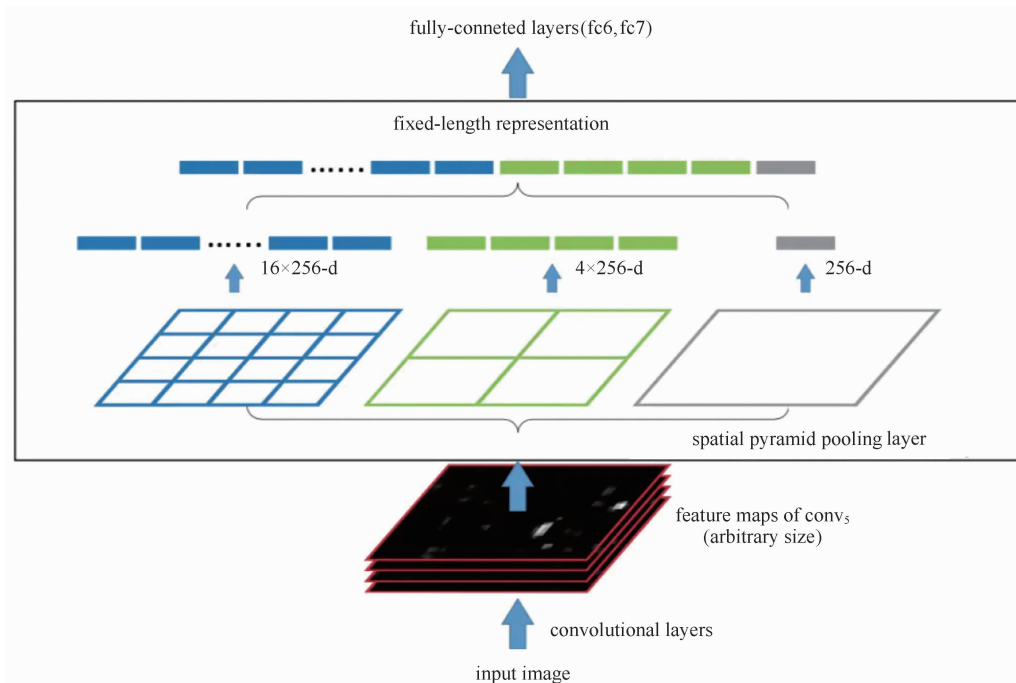 fully-conneted layers(fc6,fc7)
fixed-length representation
16×256-d
4×256-d
256-d
spatial pyramid pooling layer
feature maps of conv₅
(arbitrary size)
convolutional layers
input image